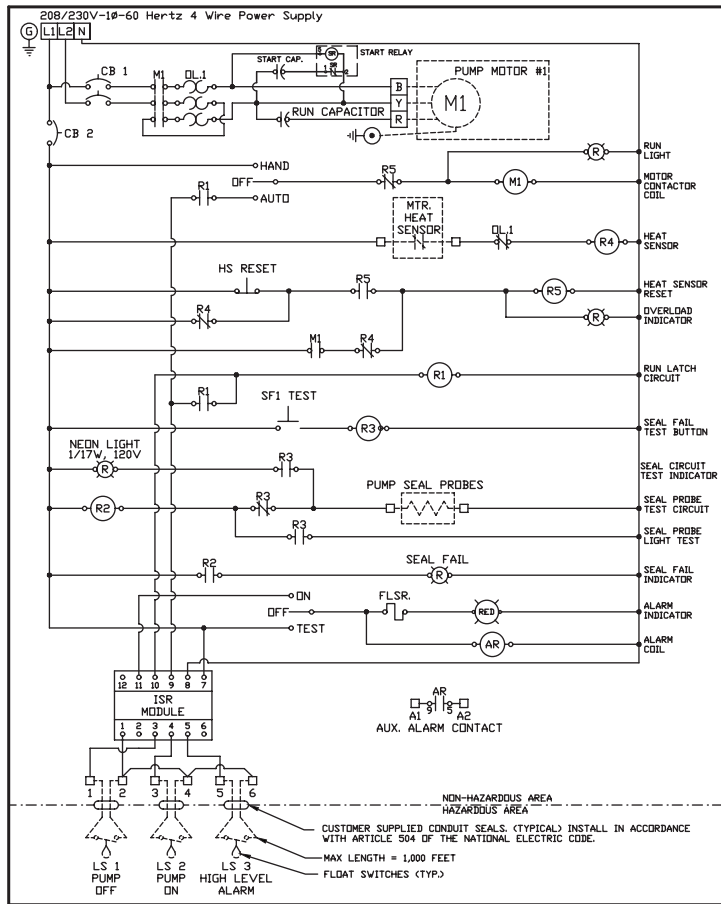 208/230V-1Ø-60 Hertz 4 Wire Power Supply
G L1 L2 N
CB 1
M1
OL.1
START CAP.
5 SR
START RELAY
SR
1 2
RUN CAPACITOR
B
Y
R
PUMP MOTOR #1
M1
CB 2
HAND
OFF
AUTO
R1
R5
R
RUN
LIGHT
M1
MOTOR
CONTACTOR
COIL
MTR.
HEAT
SENSOR
OL.1
R4
HEAT
SENSOR
HS RESET
R5
R5
HEAT SENSOR
RESET
R4
R
OVERLOAD
INDICATOR
M1
R4
R1
RUN LATCH
CIRCUIT
R1
SF1 TEST
R3
SEAL FAIL
TEST BUTTON
NEON LIGHT
1/17W, 120V
R
R3
SEAL CIRCUIT
TEST INDICATOR
PUMP SEAL PROBES
R2
R3
SEAL PROBE
TEST CIRCUIT
R3
SEAL PROBE
LIGHT TEST
R2
SEAL FAIL
R
SEAL FAIL
INDICATOR
ON
OFF
TEST
FLSR.
RED
ALARM
INDICATOR
AR
ALARM
COIL
12 11 10 9 8 7
ISR
MODULE
1 2 3 4 5 6
AR
A1 9 5 A2
AUX. ALARM CONTACT
1 2 3 4 5 6
NON-HAZARDOUS AREA
HAZARDOUS AREA
CUSTOMER SUPPLIED CONDUIT SEALS. (TYPICAL) INSTALL IN ACCORDANCE
WITH ARTICLE 504 OF THE NATIONAL ELECTRIC CODE.
MAX LENGTH = 1,000 FEET
FLOAT SWITCHES (TYP.)
LS 1
PUMP
OFF
LS 2
PUMP
ON
LS 3
HIGH LEVEL
ALARM